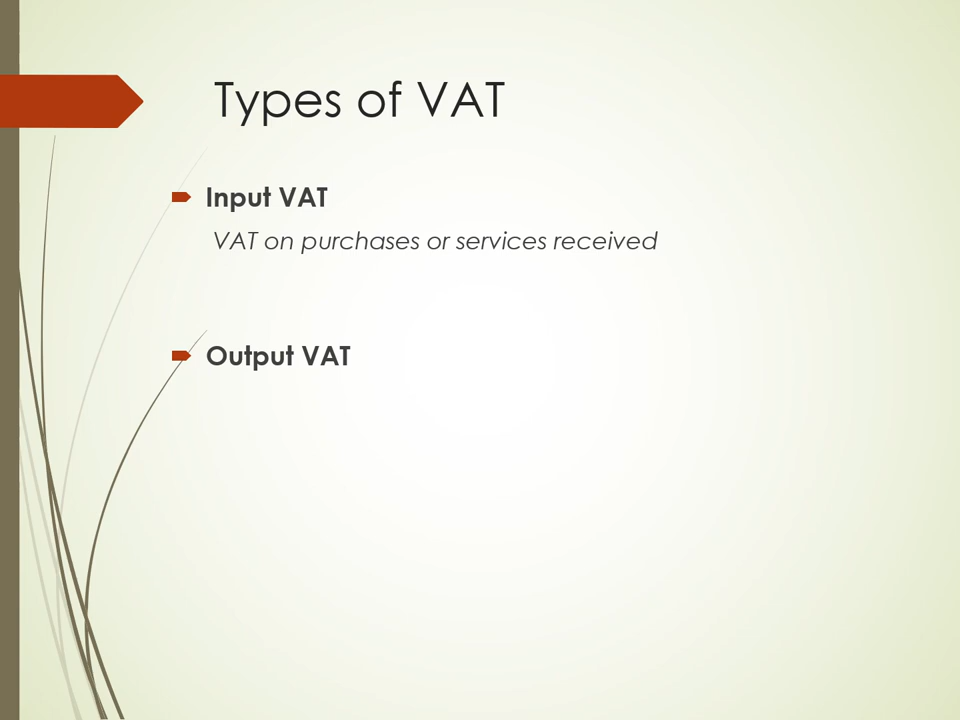 Types of VAT
Input VAT
VAT on purchases or services received
Output VAT